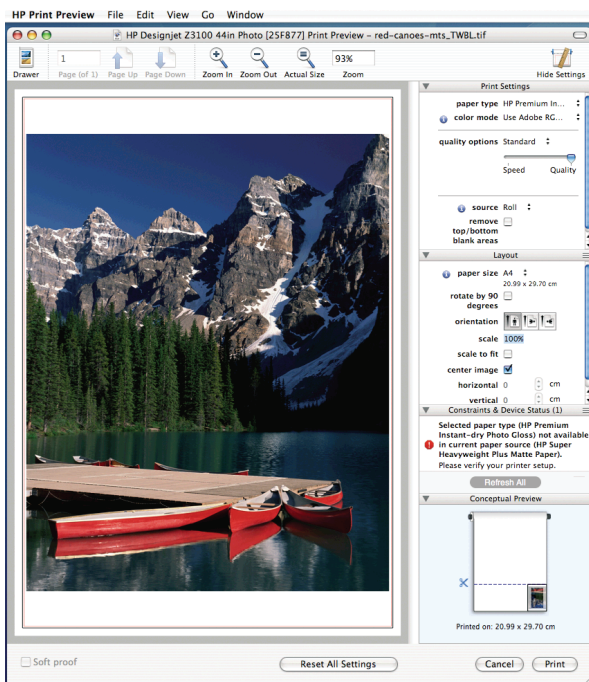 HP Print Preview File Edit View Go Window
HP Designjet Z3100 44in Photo [25F877] Print Preview – red-canoes-mts_TWBL.tif
1
93%
Drawer Page (of 1) Page Up Page Down Zoom In Zoom Out Actual Size Zoom Hide Settings
Print Settings
paper type HP Premium In...
color mode Use Adobe RG...
quality options Standard
Speed Quality
source Roll
remove
top/bottom
blank areas
Layout
paper size A4
20.99 x 29.70 cm
rotate by 90
degrees
orientation
scale 100%
scale to fit
center image
horizontal 0 cm
vertical 0 cm
Constraints & Device Status (1)
Selected paper type (HP Premium
Instant-dry Photo Gloss) not available
in current paper source (HP Super
Heavyweight Plus Matte Paper).
Please verify your printer setup.
Refresh All
Conceptual Preview
Printed on: 20.99 x 29.70 cm
Soft proof Reset All Settings Cancel Print